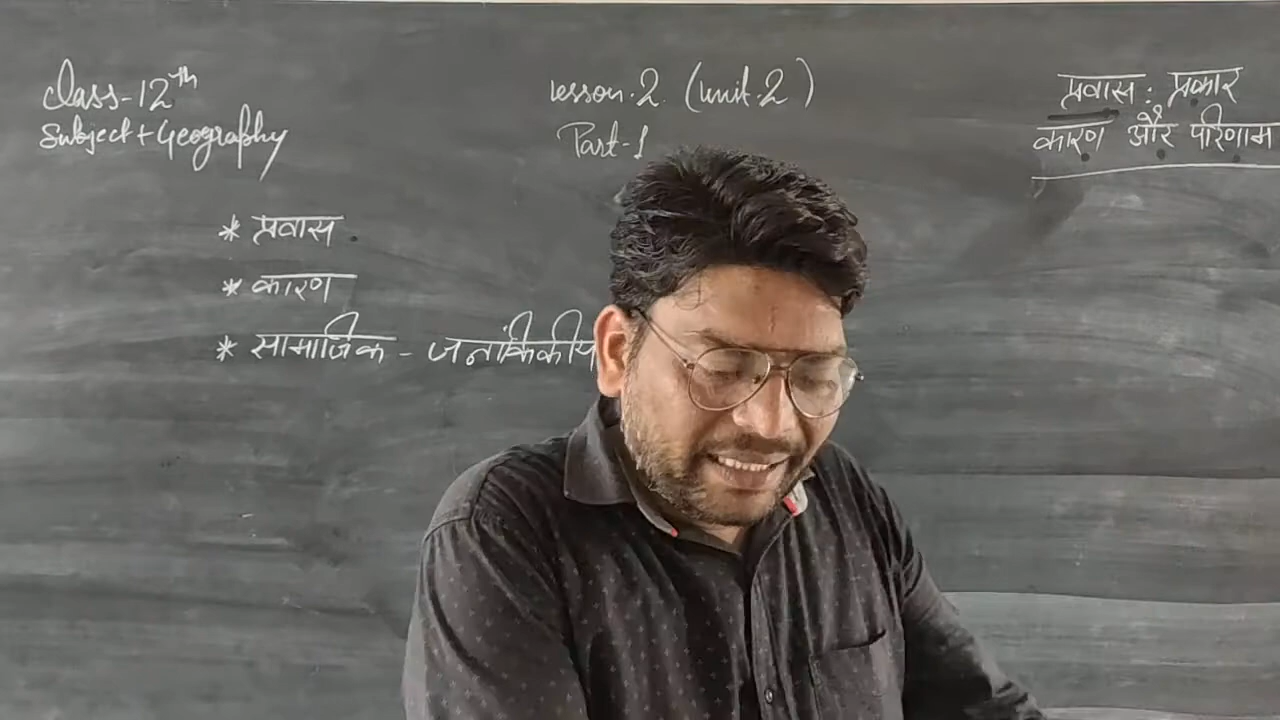 Class-12th
Subject + Geography
Lesson-2 (unit-2)
Part-1
प्रवास : प्रकार
कारण और परिणाम
* प्रवास
* कारण
* सामाजिक - जनांकिकीय